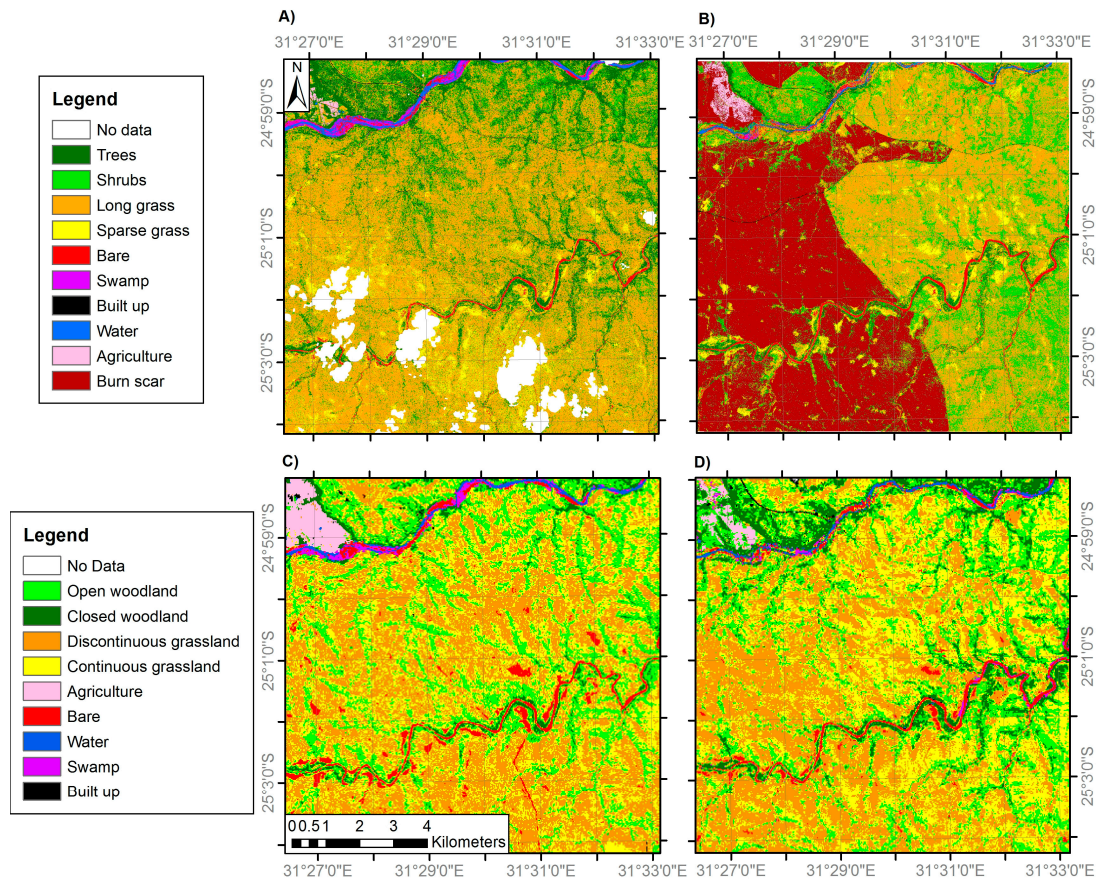 A)
B)
31°27'0"E 31°29'0"E 31°31'0"E 31°33'0"E
31°27'0"E 31°29'0"E 31°31'0"E 31°33'0"E
N
24°59'0"S
25°1'0"S
25°3'0"S
24°59'0"S
25°1'0"S
25°3'0"S
Legend
No data
Trees
Shrubs
Long grass
Sparse grass
Bare
Swamp
Built up
Water
Agriculture
Burn scar
C)
D)
24°59'0"S
25°1'0"S
25°3'0"S
24°59'0"S
25°1'0"S
25°3'0"S
Legend
No Data
Open woodland
Closed woodland
Discontinuous grassland
Continuous grassland
Agriculture
Bare
Water
Swamp
Built up
0 0.5 1 2 3 4
Kilometers
31°27'0"E 31°29'0"E 31°31'0"E 31°33'0"E
31°27'0"E 31°29'0"E 31°31'0"E 31°33'0"E